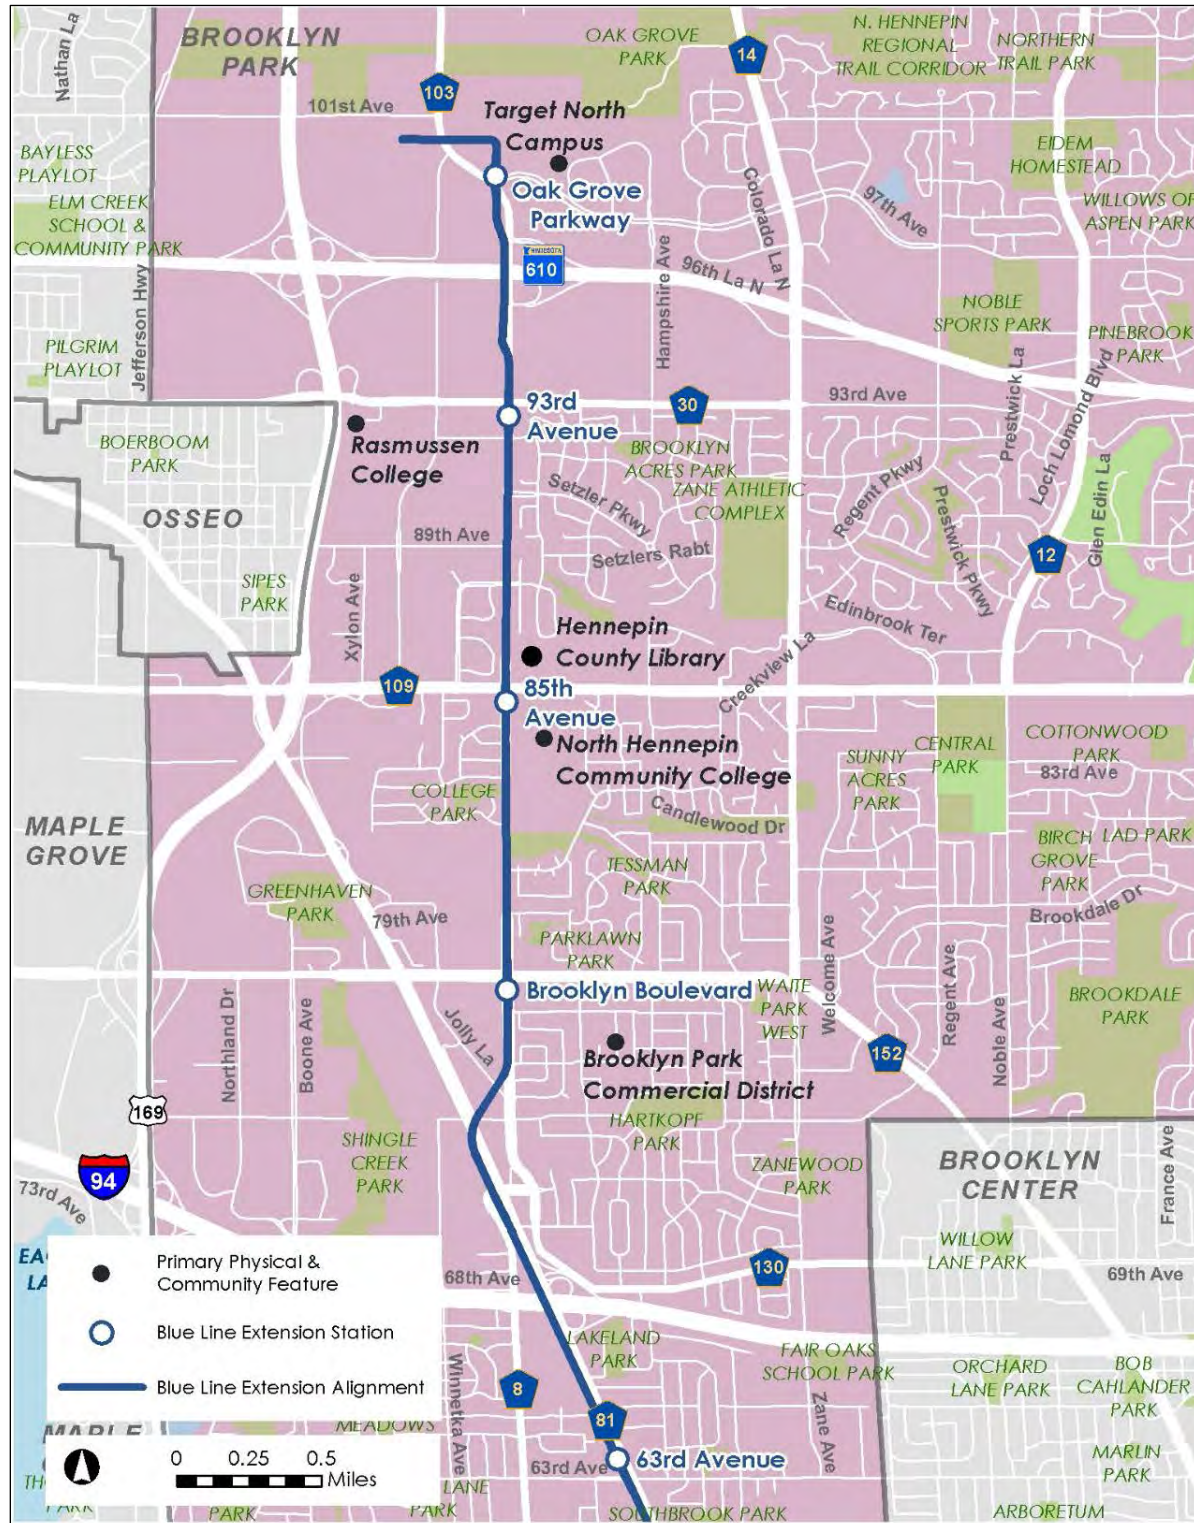 BROOKLYN
PARK
OAK GROVE
PARK
14
N. HENNEPIN
REGIONAL
TRAIL CORRIDOR
NORTHERN
TRAIL PARK
Nathan La
103
101st Ave
Target North
Campus
BAYLESS
PLAYLOT
EIDEM
HOMESTEAD
ELM CREEK
SCHOOL &
COMMUNITY PARK
Oak Grove
Parkway
Colorado La N
97th Ave
WILLOWS OF
ASPEN PARK
Jefferson Hwy
MINNESOTA
610
Hampshire Ave
96th La N
NOBLE
SPORTS PARK
PINEBROOK
PARK
PILGRIM
PLAYLOT
93rd
Avenue
30
93rd Ave
Prestwick La
Loch Lomond Blvd
Rasmussen
College
BOERBOOM
PARK
BROOKLYN
ACRES PARK
ZANE ATHLETIC
COMPLEX
Setzler Pkwy
Regent Pkwy
Prestwick Pkwy
Glen Edin La
OSSEO
89th Ave
Setzlers Rabt
12
SIPES
PARK
Xylon Ave
Edinbrook Ter
Hennepin
County Library
Creekview La
109
85th
Avenue
North Hennepin
Community College
SUNNY
ACRES
PARK
CENTRAL
PARK
COTTONWOOD
PARK
83rd Ave
COLLEGE
PARK
Candlewood Dr
MAPLE
GROVE
BIRCH
GROVE
PARK
LAD PARK
TESSMAN
PARK
GREENHAVEN
PARK
79th Ave
Brookdale Dr
PARKLAWN
PARK
Welcome Ave
Regent Ave
Brooklyn Boulevard
WAITE
PARK
WEST
Noble Ave
BROOKDALE
PARK
Northland Dr
Boone Ave
Jolly La
Brooklyn Park
Commercial District
152
169
HARTKOPF
PARK
SHINGLE
CREEK
PARK
ZANEWOOD
PARK
BROOKLYN
CENTER
France Ave
94
73rd Ave
WILLOW
LANE PARK
130
69th Ave
68th Ave
Primary Physical &
Community Feature
Blue Line Extension Station
Blue Line Extension Alignment
LAKELAND
PARK
FAIR OAKS
SCHOOL PARK
ORCHARD
LANE PARK
BOB
CAHLANDER
PARK
Winnetka Ave
8
Zane Ave
81
MEADOWS
0 0.25 0.5
Miles
63rd Ave
63rd Avenue
MARLIN
PARK
PARK
PARK
LANE
PARK
SOUTHBROOK PARK
ARBORETUM